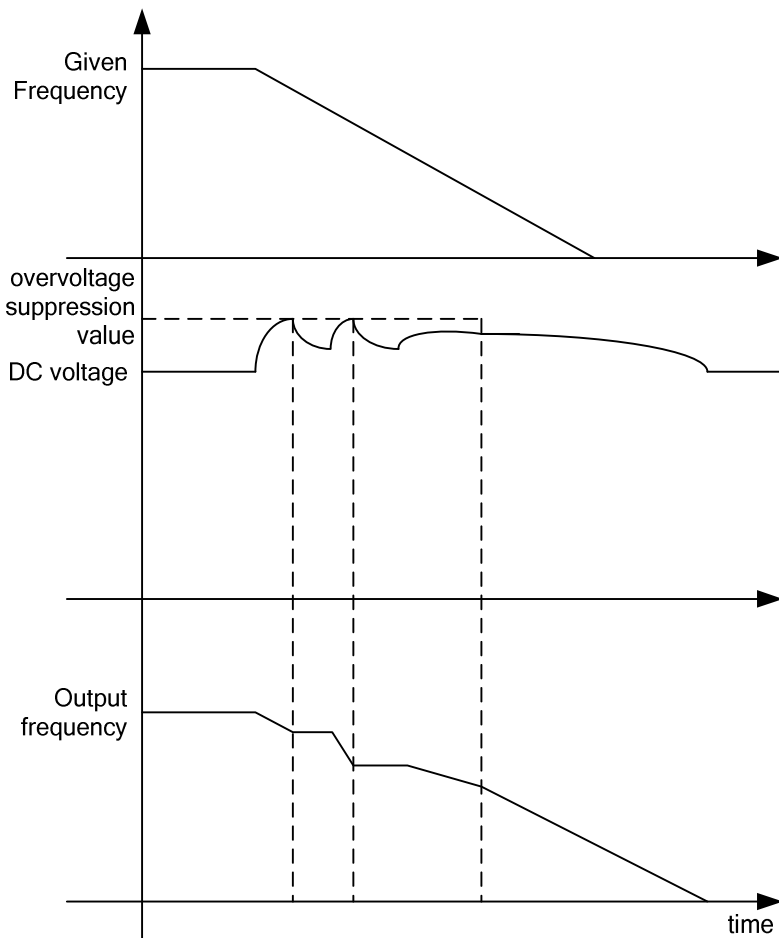 Given
Frequency
overvoltage
suppression
value
DC voltage
Output
frequency
time